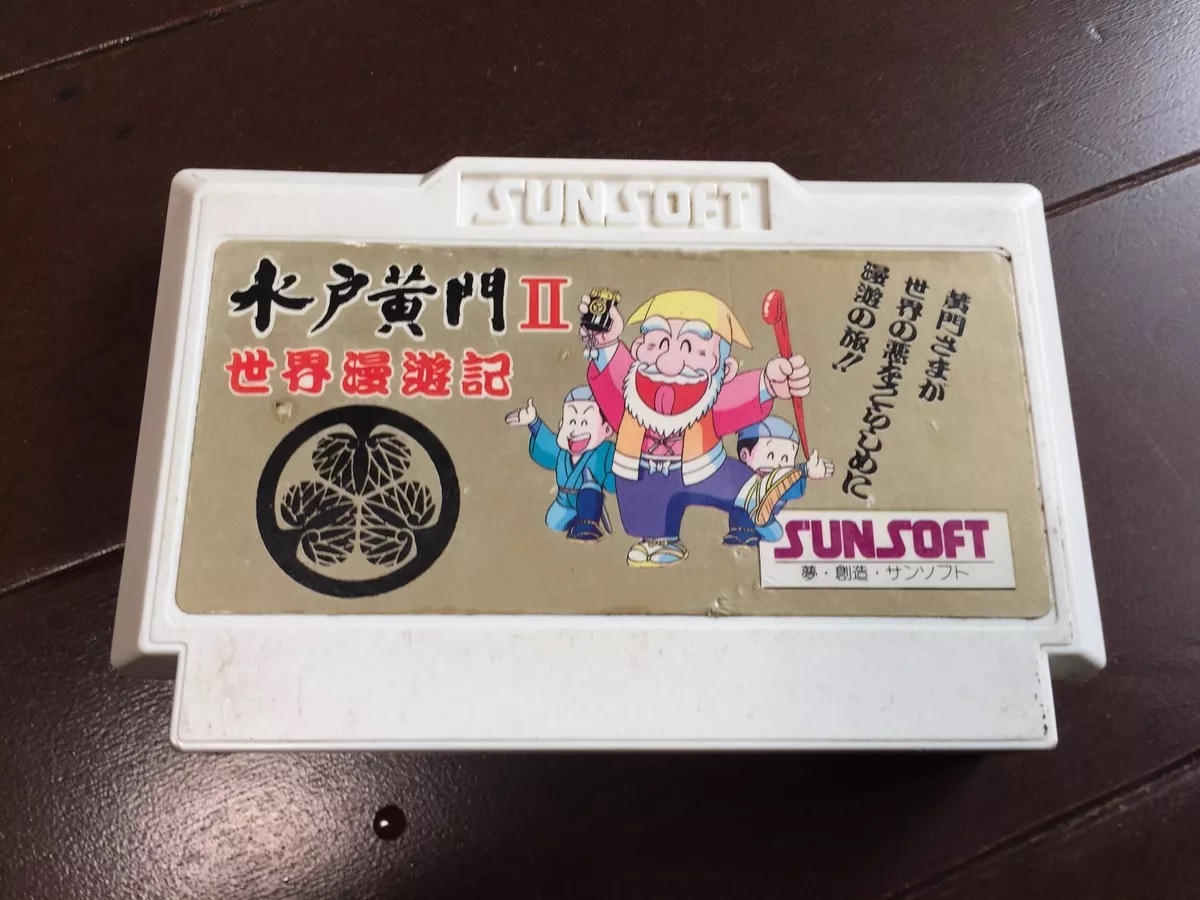 SUNSOFT
水戸黄門II
世界漫遊記
黄門さまが
世界の悪をこらしめに
漫遊の旅!!
SUNSOFT
夢・創造・サンソフト